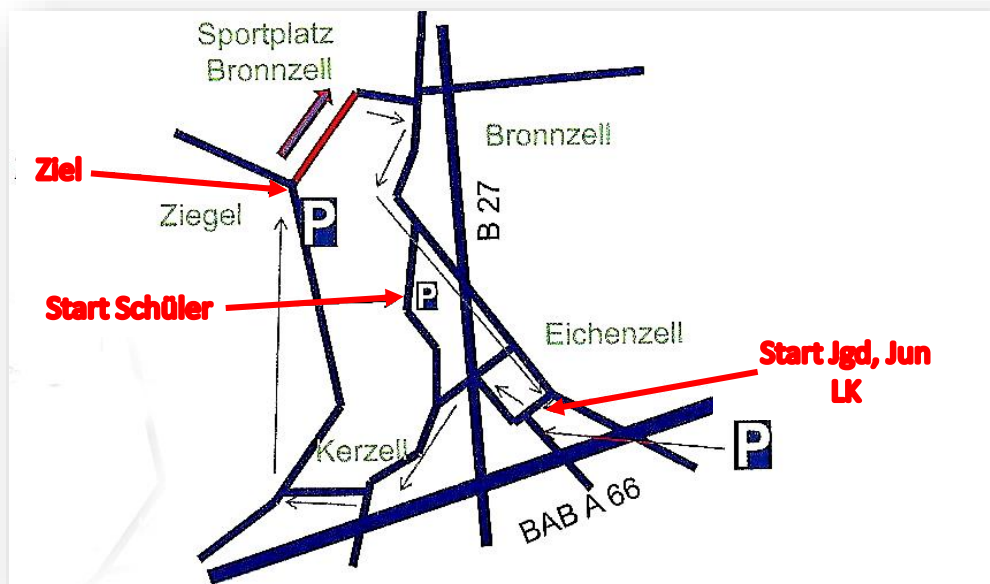 Sportplatz
Bronnzell
Bronnzell
Ziel
Ziegel
P
B 27
Start Schüler
P
Eichenzell
Start Jgd, Jun
LK
Kerzell
P
BAB A 66